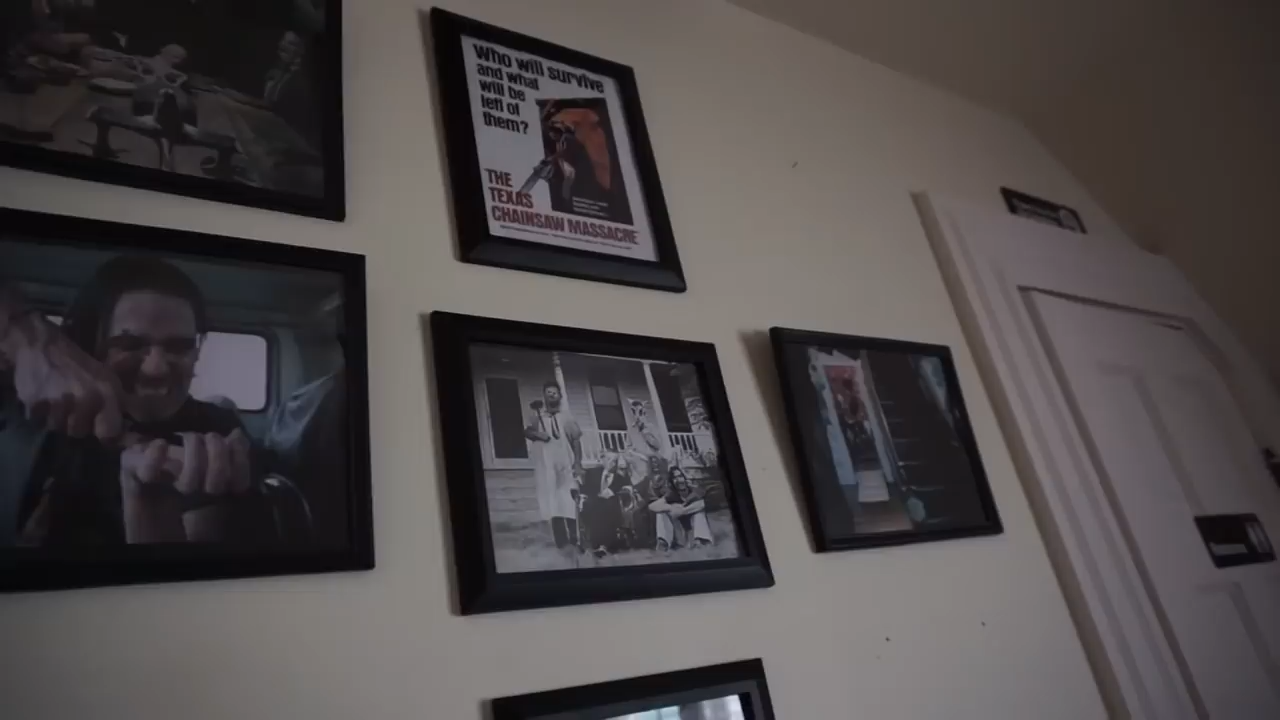 Who will survive
and what
will be
left of
them?
THE
TEXAS
CHAINSAW MASSACRE